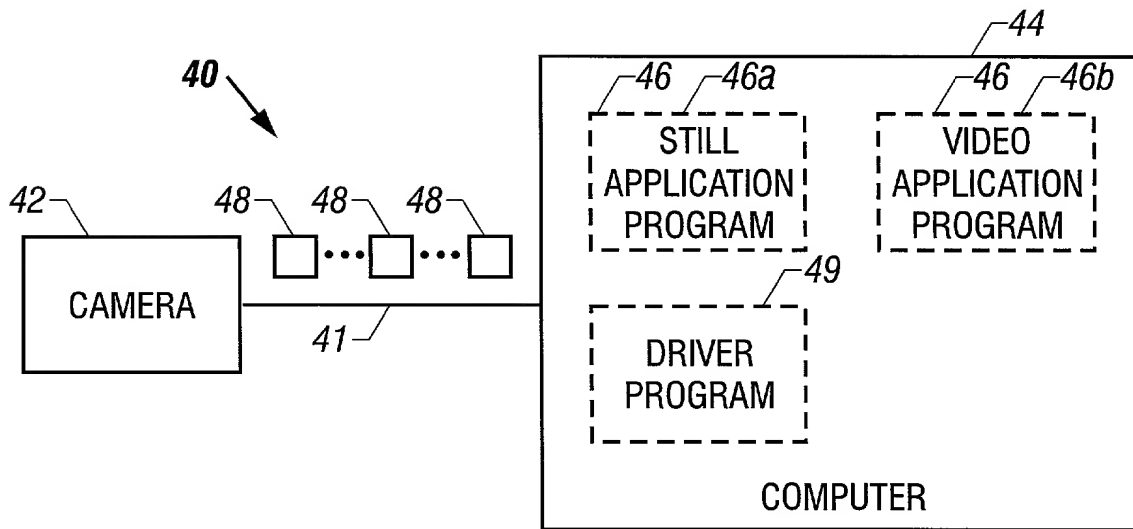 44
40
46 46a
46 46b
STILL
APPLICATION
PROGRAM
VIDEO
APPLICATION
PROGRAM
42
48 48 48
CAMERA
41
49
DRIVER
PROGRAM
COMPUTER